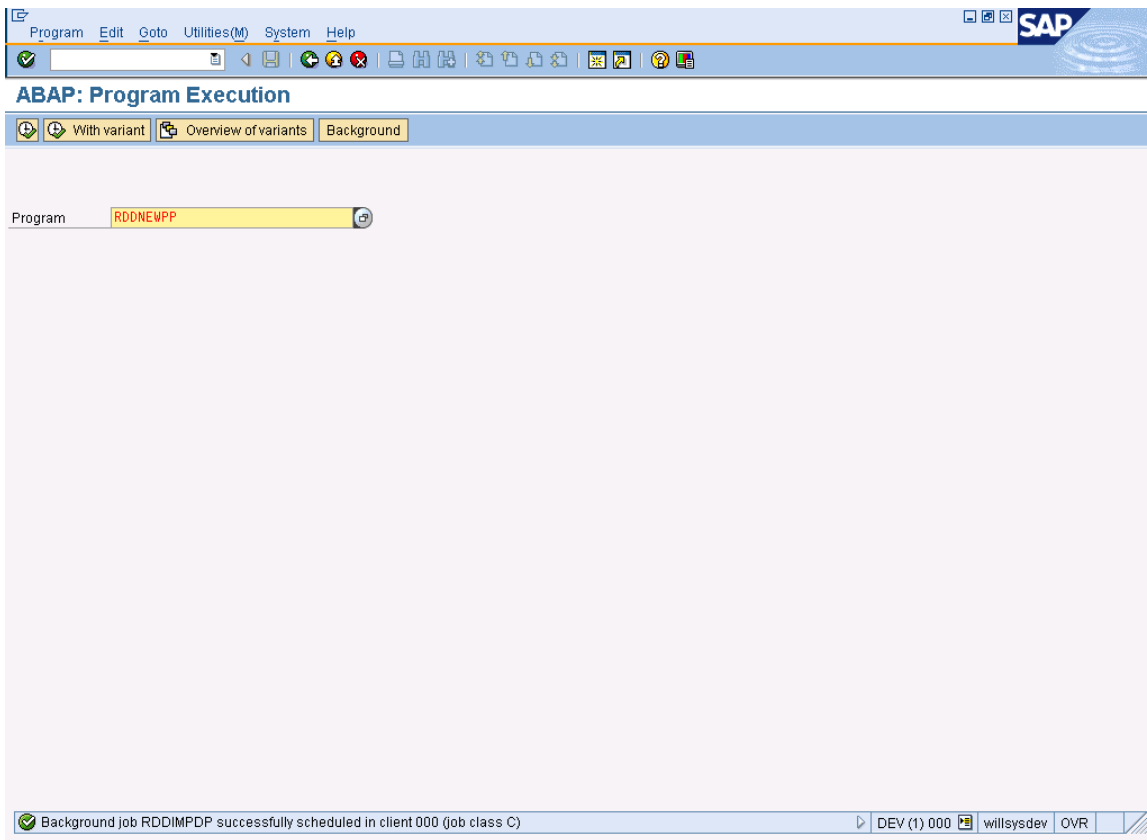 Program Edit Goto Utilities(M) System Help
SAP
ABAP: Program Execution
With variant Overview of variants Background
Program RDDNEWPP
Background job RDDIMPDP successfully scheduled in client 000 (job class C) DEV (1) 000 willsysdev OVR